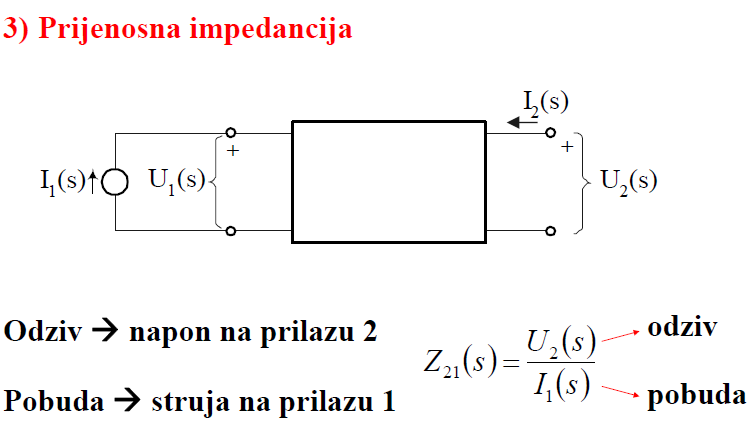 3) Prijenosna impedancija
I₂(s)
+ +
I₁(s) U₁(s) U₂(s)
Odziv → napon na prilazu 2
Z₂₁(s) = U₂(s) / I₁(s)
odziv
Pobuda → struja na prilazu 1
pobuda